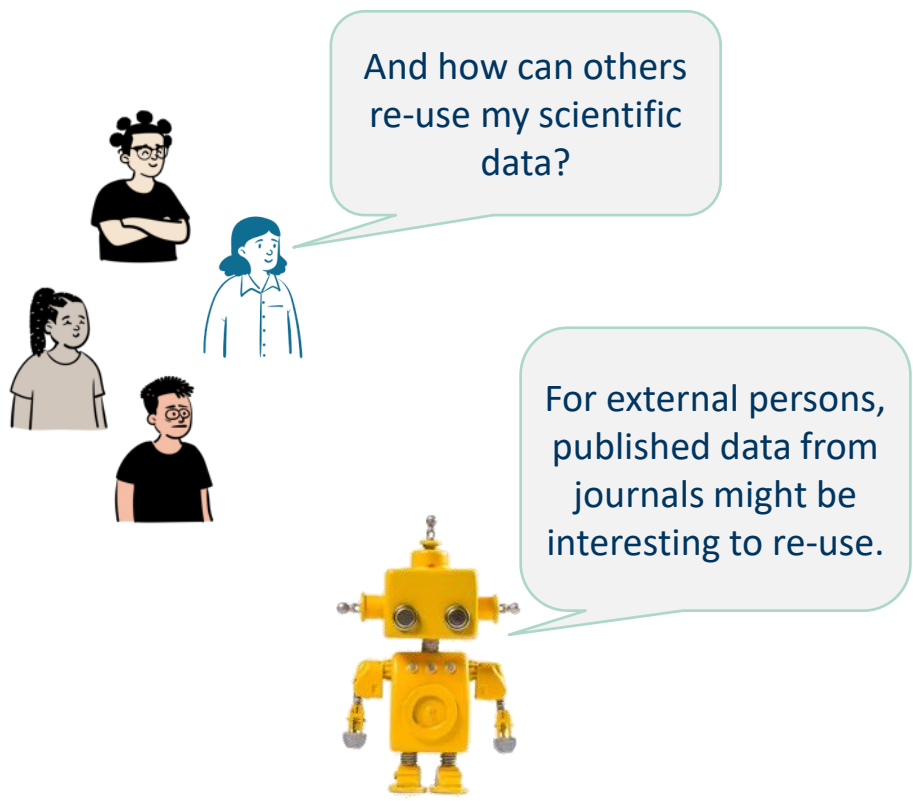 And how can others
re-use my scientific
data?
For external persons,
published data from
journals might be
interesting to re-use.